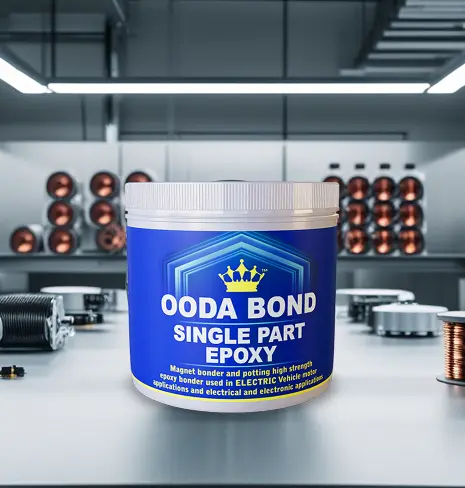 OODA BOND
SINGLE PART
EPOXY
Magnet bonder and potting high strength
epoxy bonder used in ELECTRIC Vehicle motor
applications and electrical and electronic applications